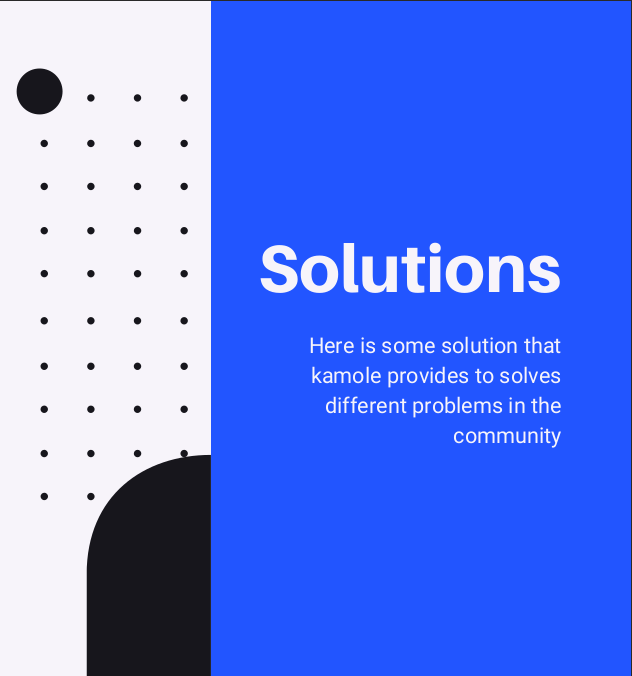 Solutions
Here is some solution that
kamole provides to solves
different problems in the
community